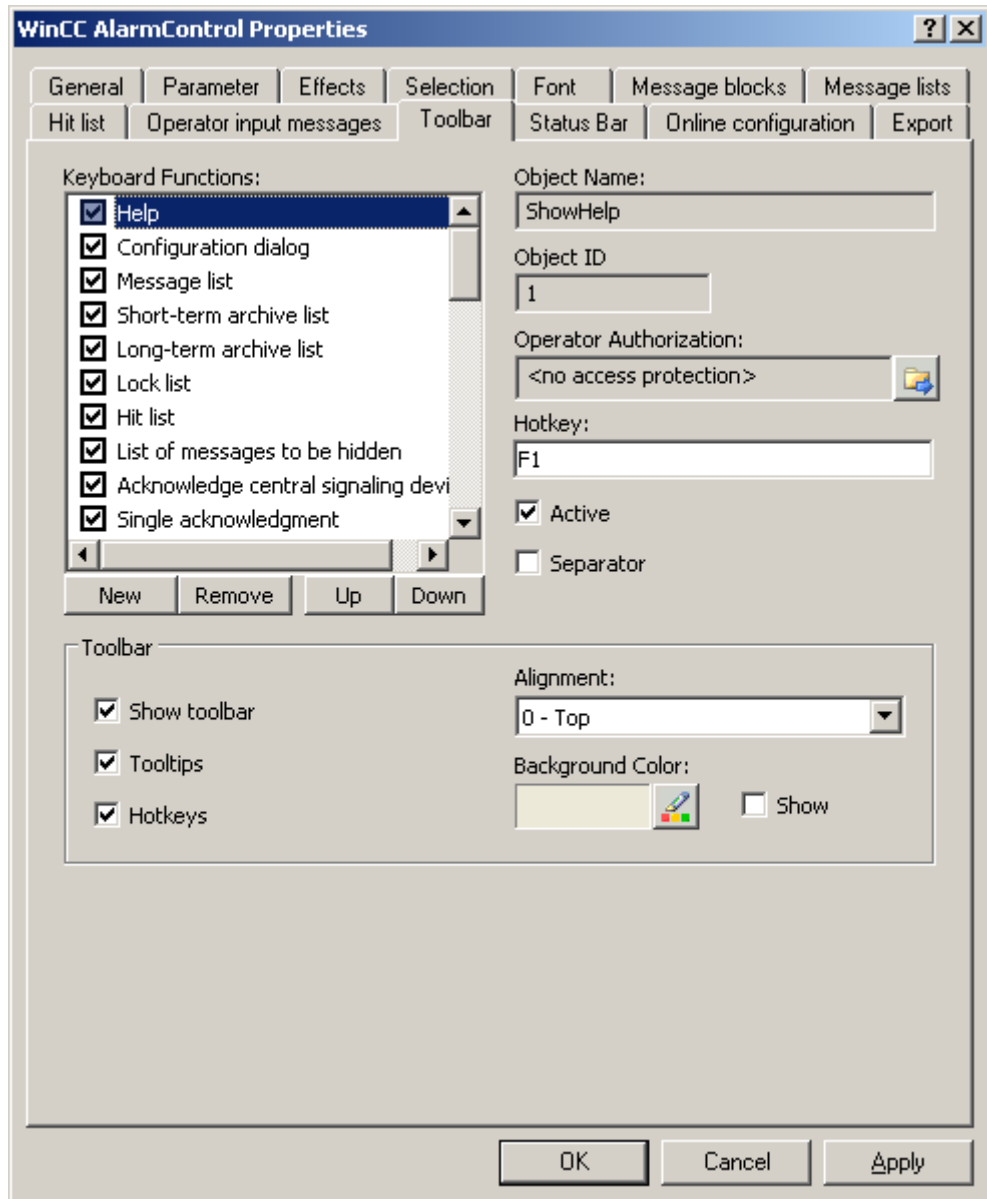 WinCC AlarmControl Properties
General Parameter Effects Selection Font Message blocks Message lists
Hit list Operator input messages Toolbar Status Bar Online configuration Export
Keyboard Functions:
Help
Configuration dialog
Message list
Short-term archive list
Long-term archive list
Lock list
Hit list
List of messages to be hidden
Acknowledge central signaling devi
Single acknowledgment
New Remove Up Down
Object Name:
ShowHelp
Object ID
1
Operator Authorization:
<no access protection>
Hotkey:
F1
Active
Separator
Toolbar
Show toolbar
Tooltips
Hotkeys
Alignment:
0 - Top
Background Color:
Show
OK Cancel Apply